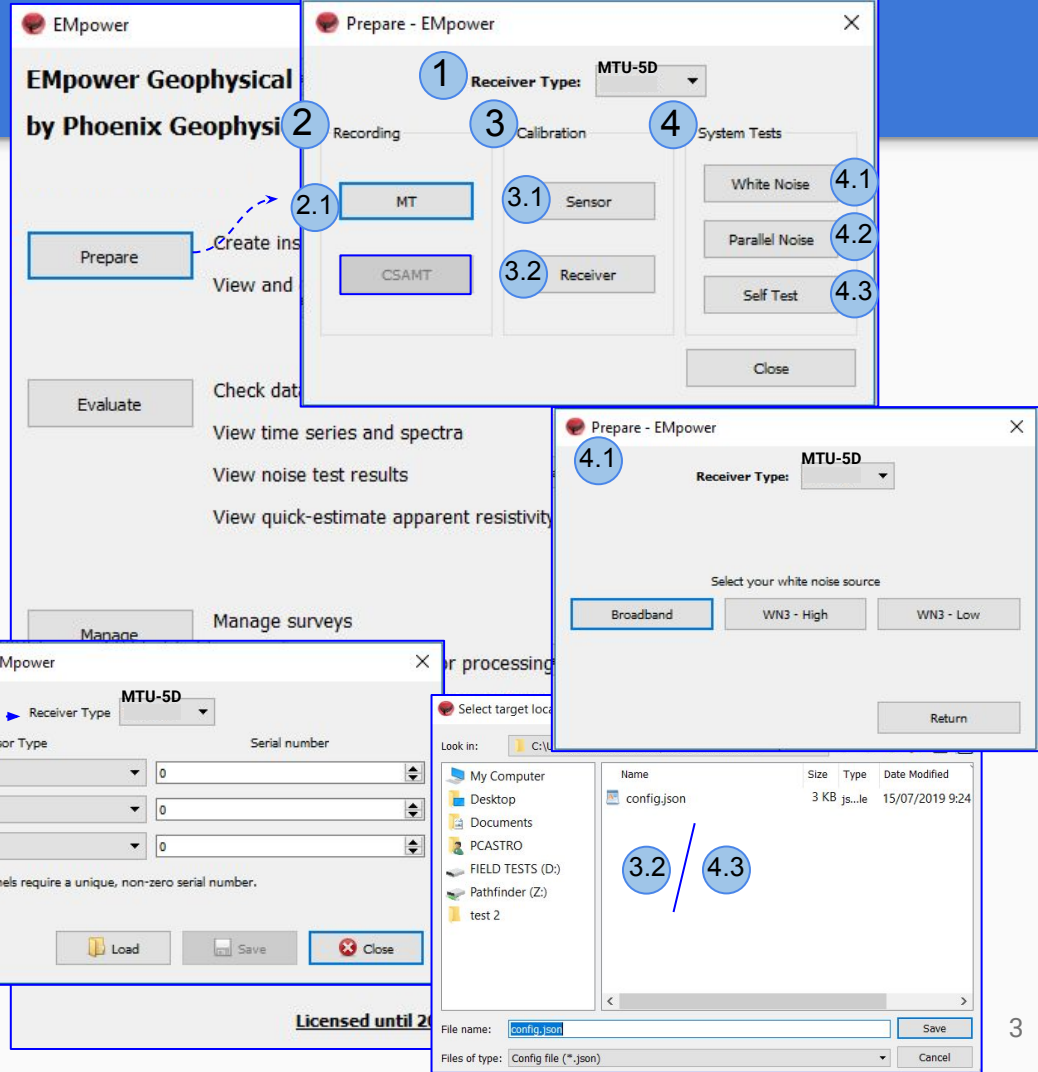 EMpower
EMpower Geophysical
by Phoenix Geophysi
Prepare
Create ins
View and
Evaluate
Check data
View time series and spectra
View noise test results
View quick-estimate apparent resistivity
Manage
Manage surveys
or processing
Licensed until 20
Prepare - EMpower
1
Receiver Type:
MTU-5D
2
Recording
3
Calibration
4
System Tests
2.1
MT
CSAMT
3.1
Sensor
3.2
Receiver
White Noise
4.1
Parallel Noise
4.2
Self Test
4.3
Close
Prepare - EMpower
4.1
Receiver Type:
MTU-5D
Select your white noise source
Broadband
WN3 - High
WN3 - Low
Return
Mpower
Receiver Type
MTU-5D
sor Type
Serial number
0
0
0
nels require a unique, non-zero serial number.
Load
Save
Close
Select target loca
Look in:
C:\U
My Computer
Desktop
Documents
PCASTRO
FIELD TESTS (D:)
Pathfinder (Z:)
test 2
Name
Size
Type
Date Modified
config.json
3 KB
js...le
15/07/2019 9:24
3.2
4.3
File name:
config.json
Save
Files of type:
Config file (*.json)
Cancel
3